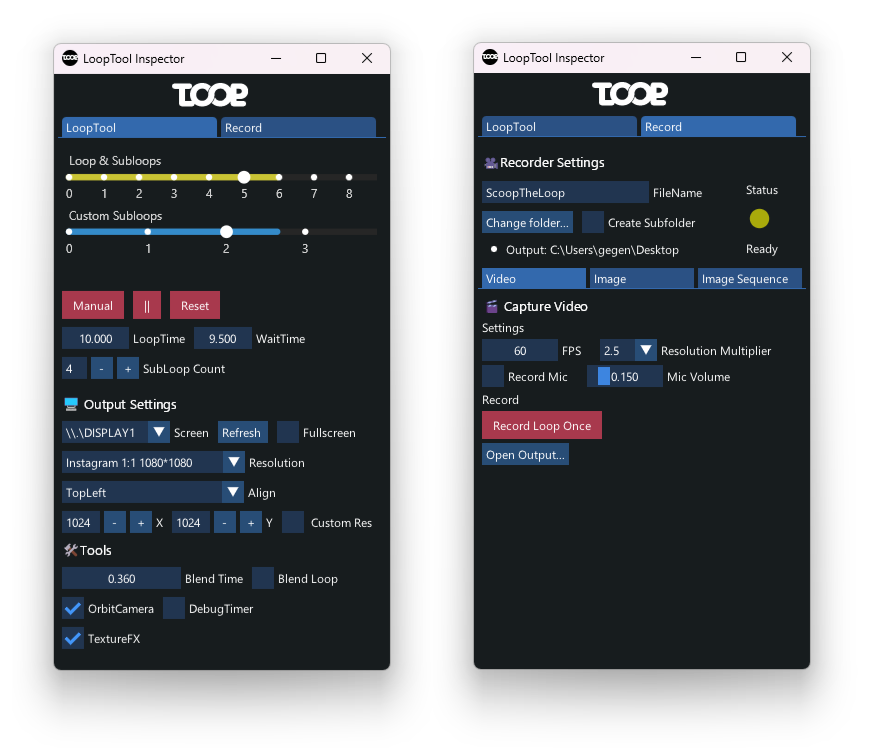 LoopTool Inspector
LOOP
LoopTool Record
Loop & Subloops
0 1 2 3 4 5 6 7 8
Custom Subloops
0 1 2 3
Manual || Reset
10.000 LoopTime 9.500 WaitTime
4 - + SubLoop Count
Output Settings
\\.\DISPLAY1 Screen Refresh Fullscreen
Instagram 1:1 1080*1080 Resolution
TopLeft Align
1024 - + X 1024 - + Y Custom Res
Tools
0.360 Blend Time Blend Loop
OrbitCamera DebugTimer
TextureFX
LoopTool Inspector
LOOP
LoopTool Record
Recorder Settings
ScoopTheLoop FileName Status
Change folder... Create Subfolder
Output: C:\Users\gegen\Desktop Ready
Video Image Image Sequence
Capture Video
Settings
60 FPS 2.5 Resolution Multiplier
Record Mic 0.150 Mic Volume
Record
Record Loop Once
Open Output...